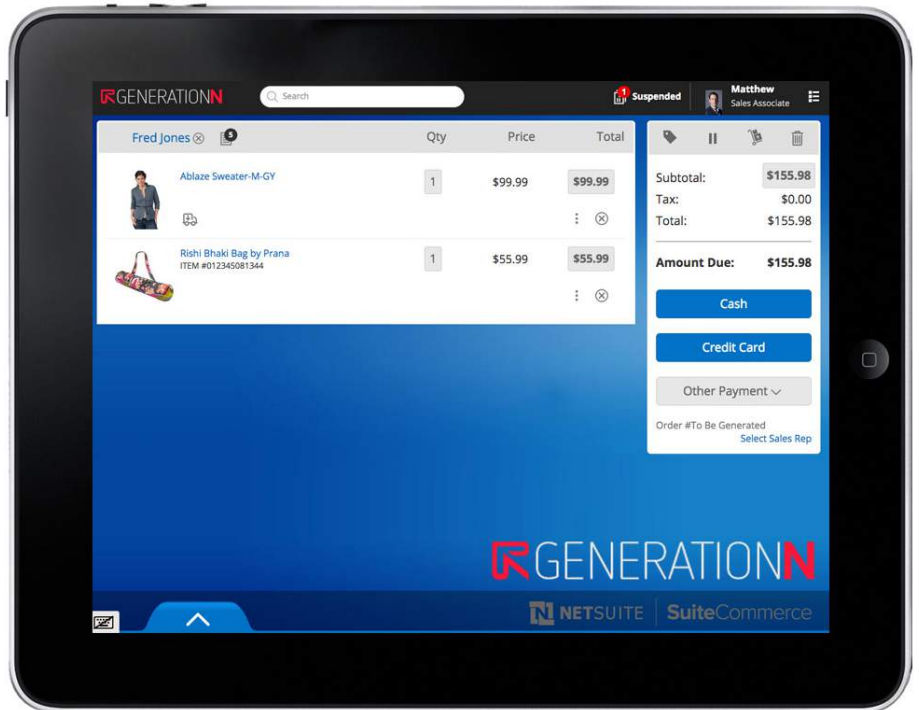 GENERATIONN
Search
1
Suspended
Matthew
Sales Associate
Fred Jones
5
Qty
Price
Total
Ablaze Sweater-M-GY
1
$99.99
$99.99
Rishi Bhaki Bag by Prana
ITEM #012345081344
1
$55.99
$55.99
Subtotal:
$155.98
Tax:
$0.00
Total:
$155.98
Amount Due:
$155.98
Cash
Credit Card
Other Payment
Order #To Be Generated
Select Sales Rep
GENERATIONN
N NETSUITE | SuiteCommerce